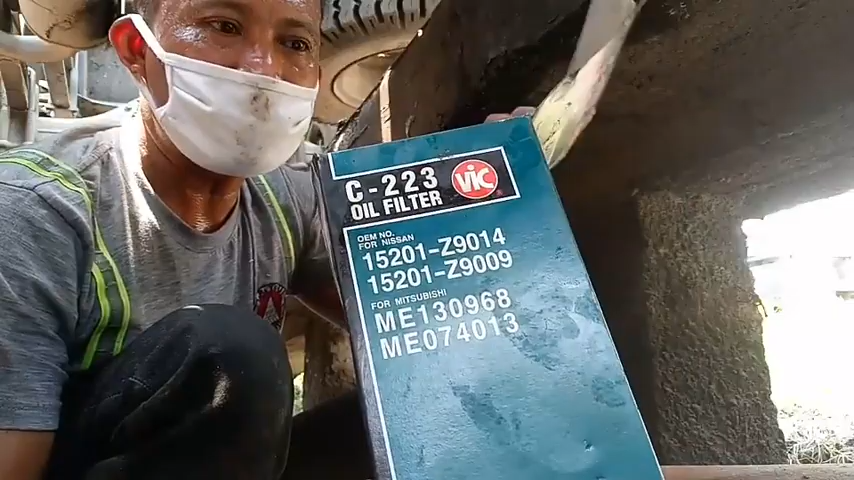 C-223
OIL FILTER
VIC
OEM NO.
FOR NISSAN
15201-Z9014
15201-Z9009
FOR MITSUBISHI
ME130968
ME074013